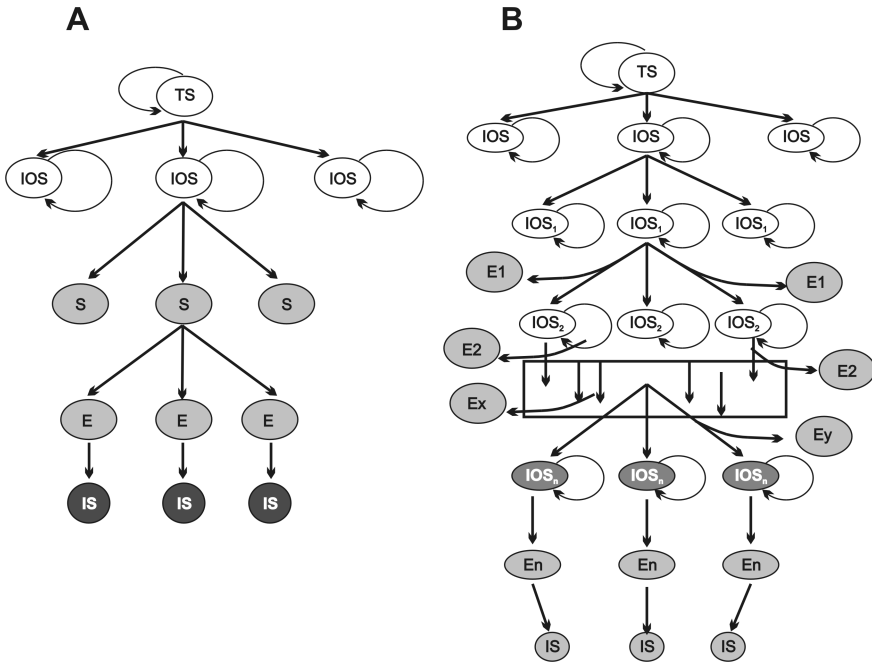 A
TS
IOS IOS IOS
S S S
E E E
IS IS IS
B
TS
IOS IOS IOS
IOS₁ IOS₁ IOS₁
E1 E1
IOS₂ IOS₂ IOS₂
E2 E2
Ex Ey
IOSₙ IOSₙ IOSₙ
En En En
IS IS IS